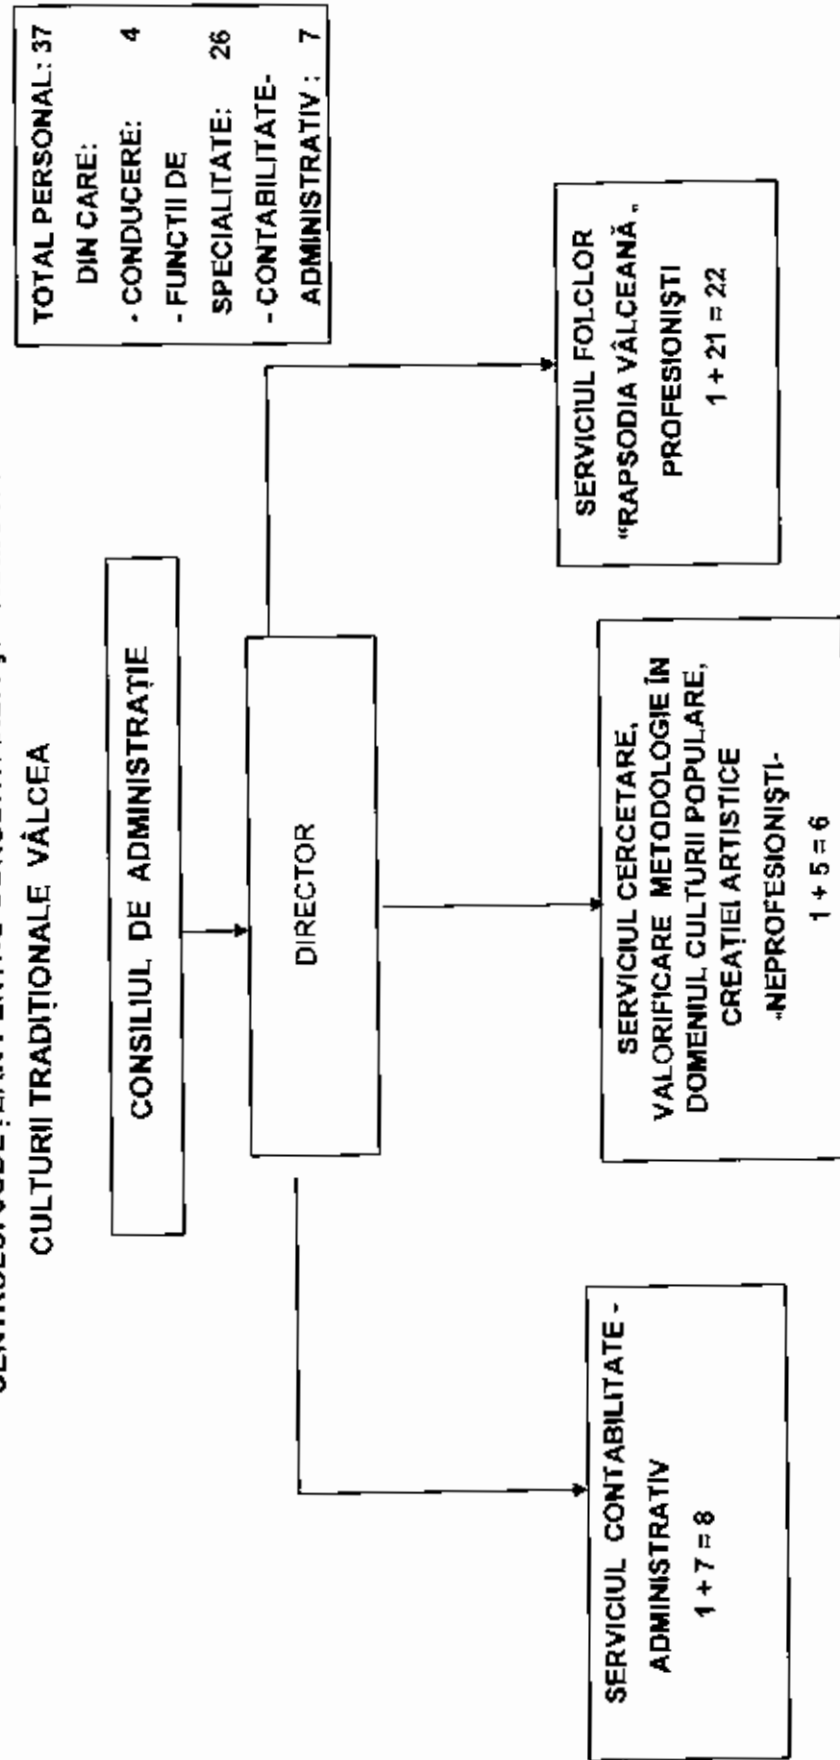 CULTURII TRADIȚIONALE VÂLCEA
TOTAL PERSONAL: 37
DIN CARE:
- CONDUCERE: 4
- FUNCTII DE
SPECIALITATE: 26
- CONTABILITATE-
ADMINISTRATIV : 7
CONSILIUL DE ADMINISTRAȚIE
DIRECTOR
SERVICIUL CONTABILITATE -
ADMINISTRATIV
1 + 7 = 8
SERVICIUL CERCETARE,
VALORIFICARE METODOLOGIE ÎN
DOMENIUL CULTURII POPULARE,
CREAȚIEI ARTISTICE
-NEPROFESIONIȘTI-
1 + 5 = 6
SERVICIUL FOLCLOR
“RAPSODIA VÂLCEANĂ„
PROFESIONIȘTI
1 + 21 = 22